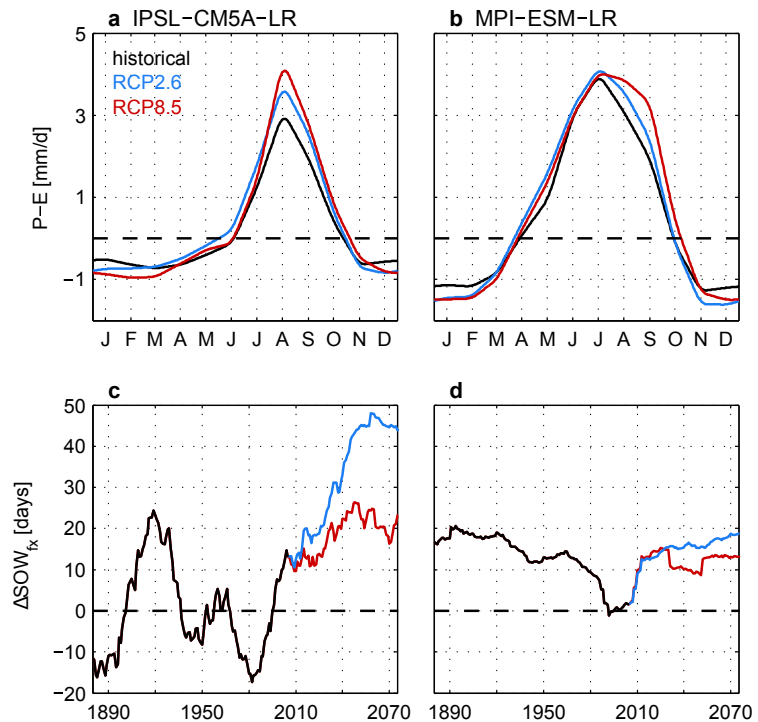 a IPSL−CM5A−LR
b MPI−ESM−LR
5
3
1
−1
P−E [mm/d]
historical
RCP2.6
RCP8.5
J F M A M J J A S O N D
J F M A M J J A S O N D
c
d
50
40
30
20
10
0
−10
−20
ΔSOWfx [days]
1890 1950 2010 2070
1890 1950 2010 2070